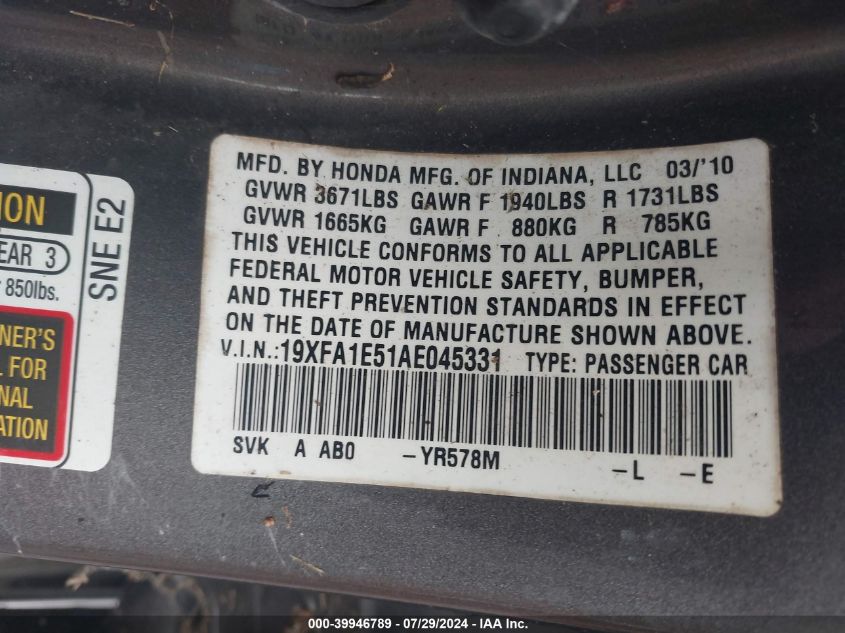 MFD. BY HONDA MFG. OF INDIANA, LLC 03/'10
GVWR 3671LBS GAWR F 1940LBS R 1731LBS
GVWR 1665KG GAWR F 880KG R 785KG
THIS VEHICLE CONFORMS TO ALL APPLICABLE
FEDERAL MOTOR VEHICLE SAFETY, BUMPER,
AND THEFT PREVENTION STANDARDS IN EFFECT
ON THE DATE OF MANUFACTURE SHOWN ABOVE.
V.I.N.:19XFA1E51AE045331 TYPE: PASSENGER CAR
SVK A AB0 -YR578M -L -E
ION
EAR 3
850lbs.
NER'S
FOR
NAL
ATION
SNE E2
000-39946789 - 07/29/2024 - IAA Inc.